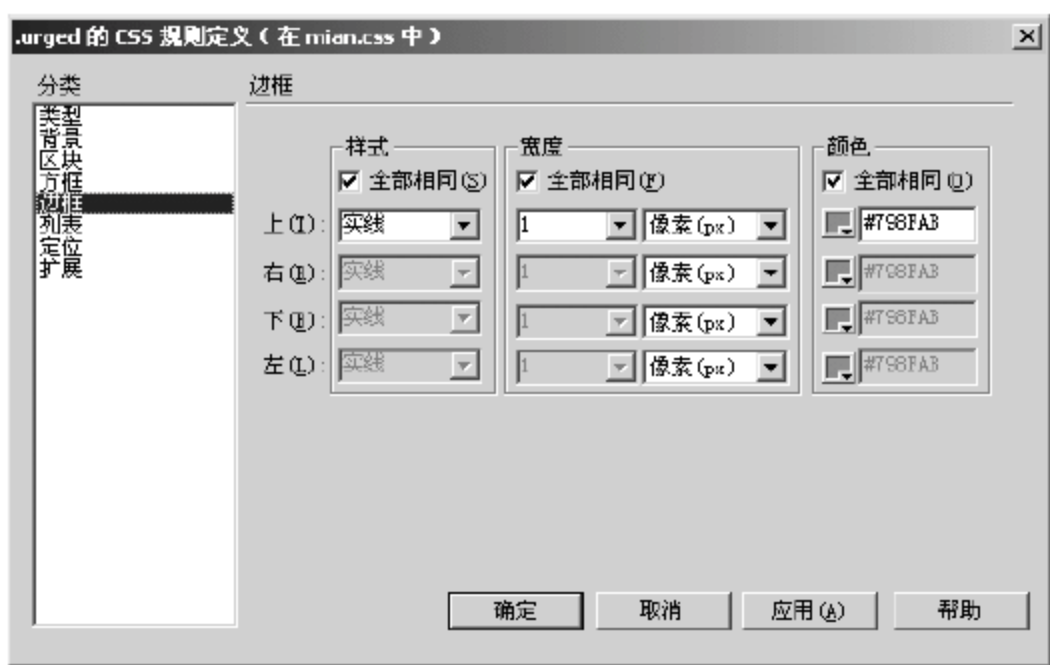 .urged 的 CSS 规则定义（在 mian.css 中）
分类
类型
背景
区块
方框
边框
列表
定位
扩展
边框
样式 宽度 颜色
全部相同(S) 全部相同(F) 全部相同(O)
上(T): 实线 1 像素(px) #798FAB
右(R): 实线 1 像素(px) #798FAB
下(B): 实线 1 像素(px) #798FAB
左(L): 实线 1 像素(px) #798FAB
确定 取消 应用(A) 帮助